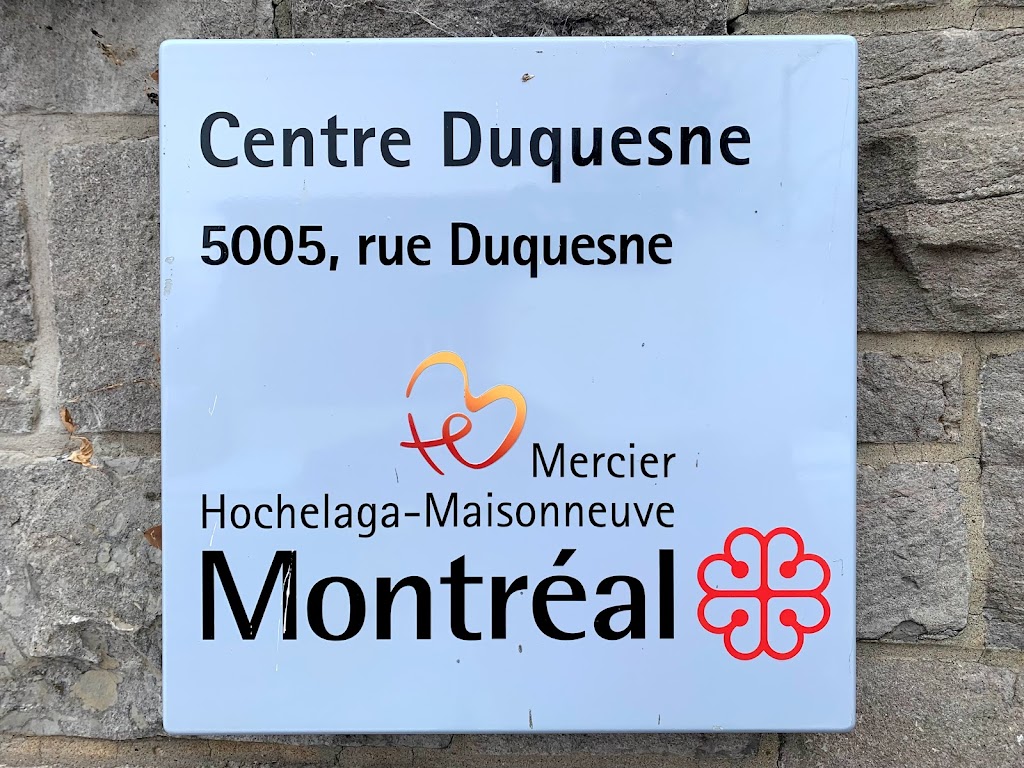 Centre Duquesne
5005, rue Duquesne
Mercier
Hochelaga-Maisonneuve
Montréal